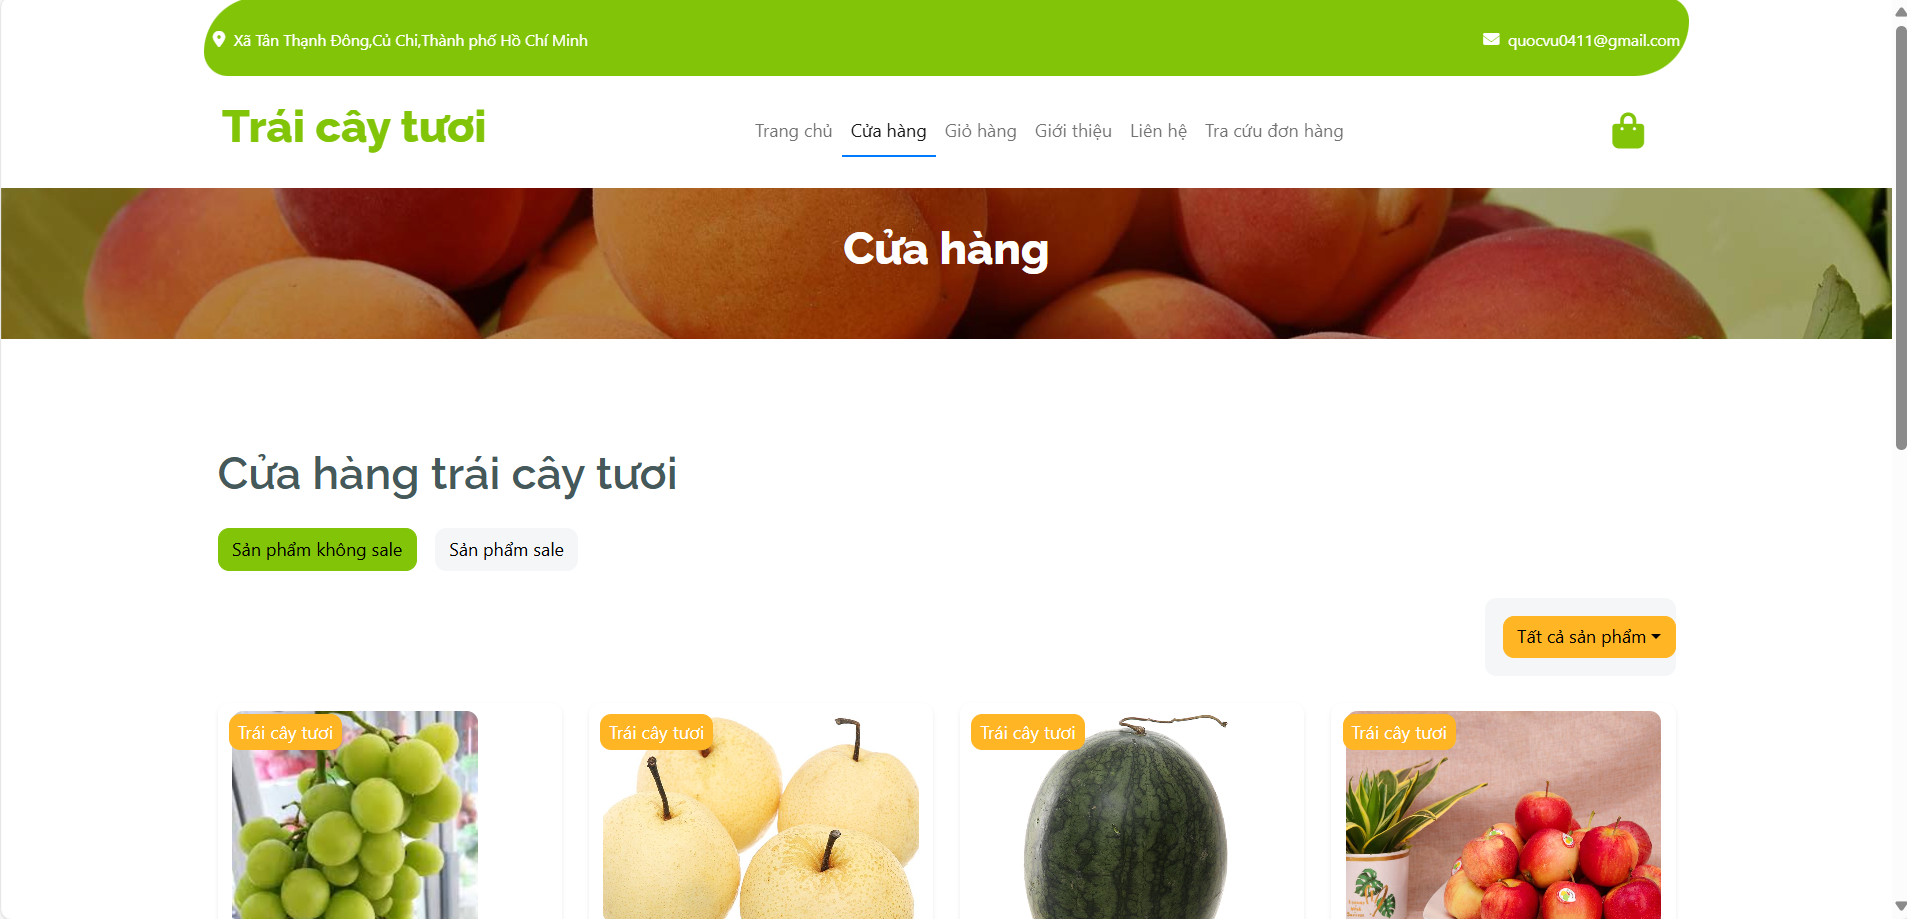 Xã Tân Thạnh Đông,Củ Chi,Thành phố Hồ Chí Minh
quocvu0411@gmail.com
Trái cây tươi
Trang chủ
Cửa hàng
Giỏ hàng
Giới thiệu
Liên hệ
Tra cứu đơn hàng
Cửa hàng
Cửa hàng trái cây tươi
Sản phẩm không sale
Sản phẩm sale
Tất cả sản phẩm
Trái cây tươi
Trái cây tươi
Trái cây tươi
Trái cây tươi